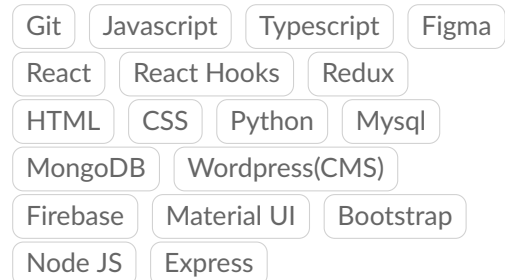 Git Javascript Typescript Figma
React React Hooks Redux
HTML CSS Python Mysql
MongoDB Wordpress(CMS)
Firebase Material UI Bootstrap
Node JS Express